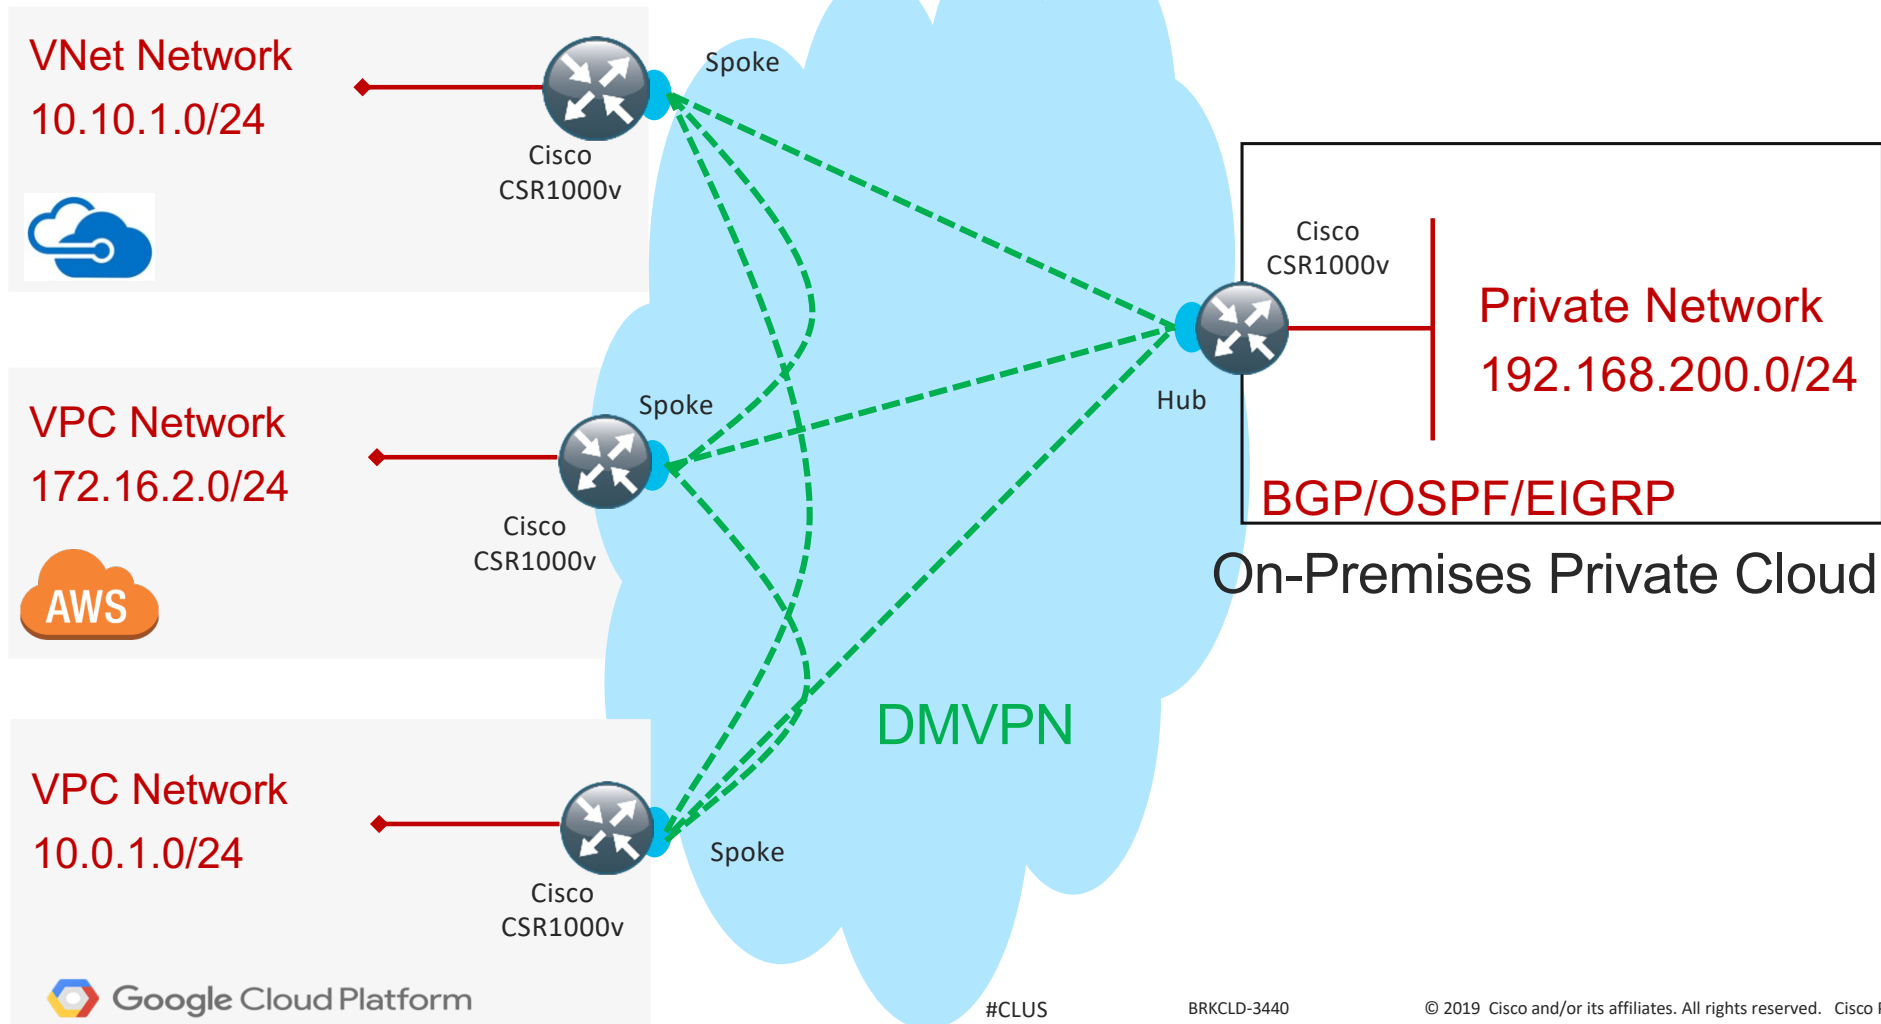 VNet Network
10.10.1.0/24
Spoke
Cisco
CSR1000v
Cisco
CSR1000v
Private Network
192.168.200.0/24
Hub
BGP/OSPF/EIGRP
On-Premises Private Cloud
VPC Network
172.16.2.0/24
Spoke
Cisco
CSR1000v
AWS
DMVPN
VPC Network
10.0.1.0/24
Spoke
Cisco
CSR1000v
Google Cloud Platform
#CLUS
BRKCLD-3440
© 2019 Cisco and/or its affiliates. All rights reserved. Cisco